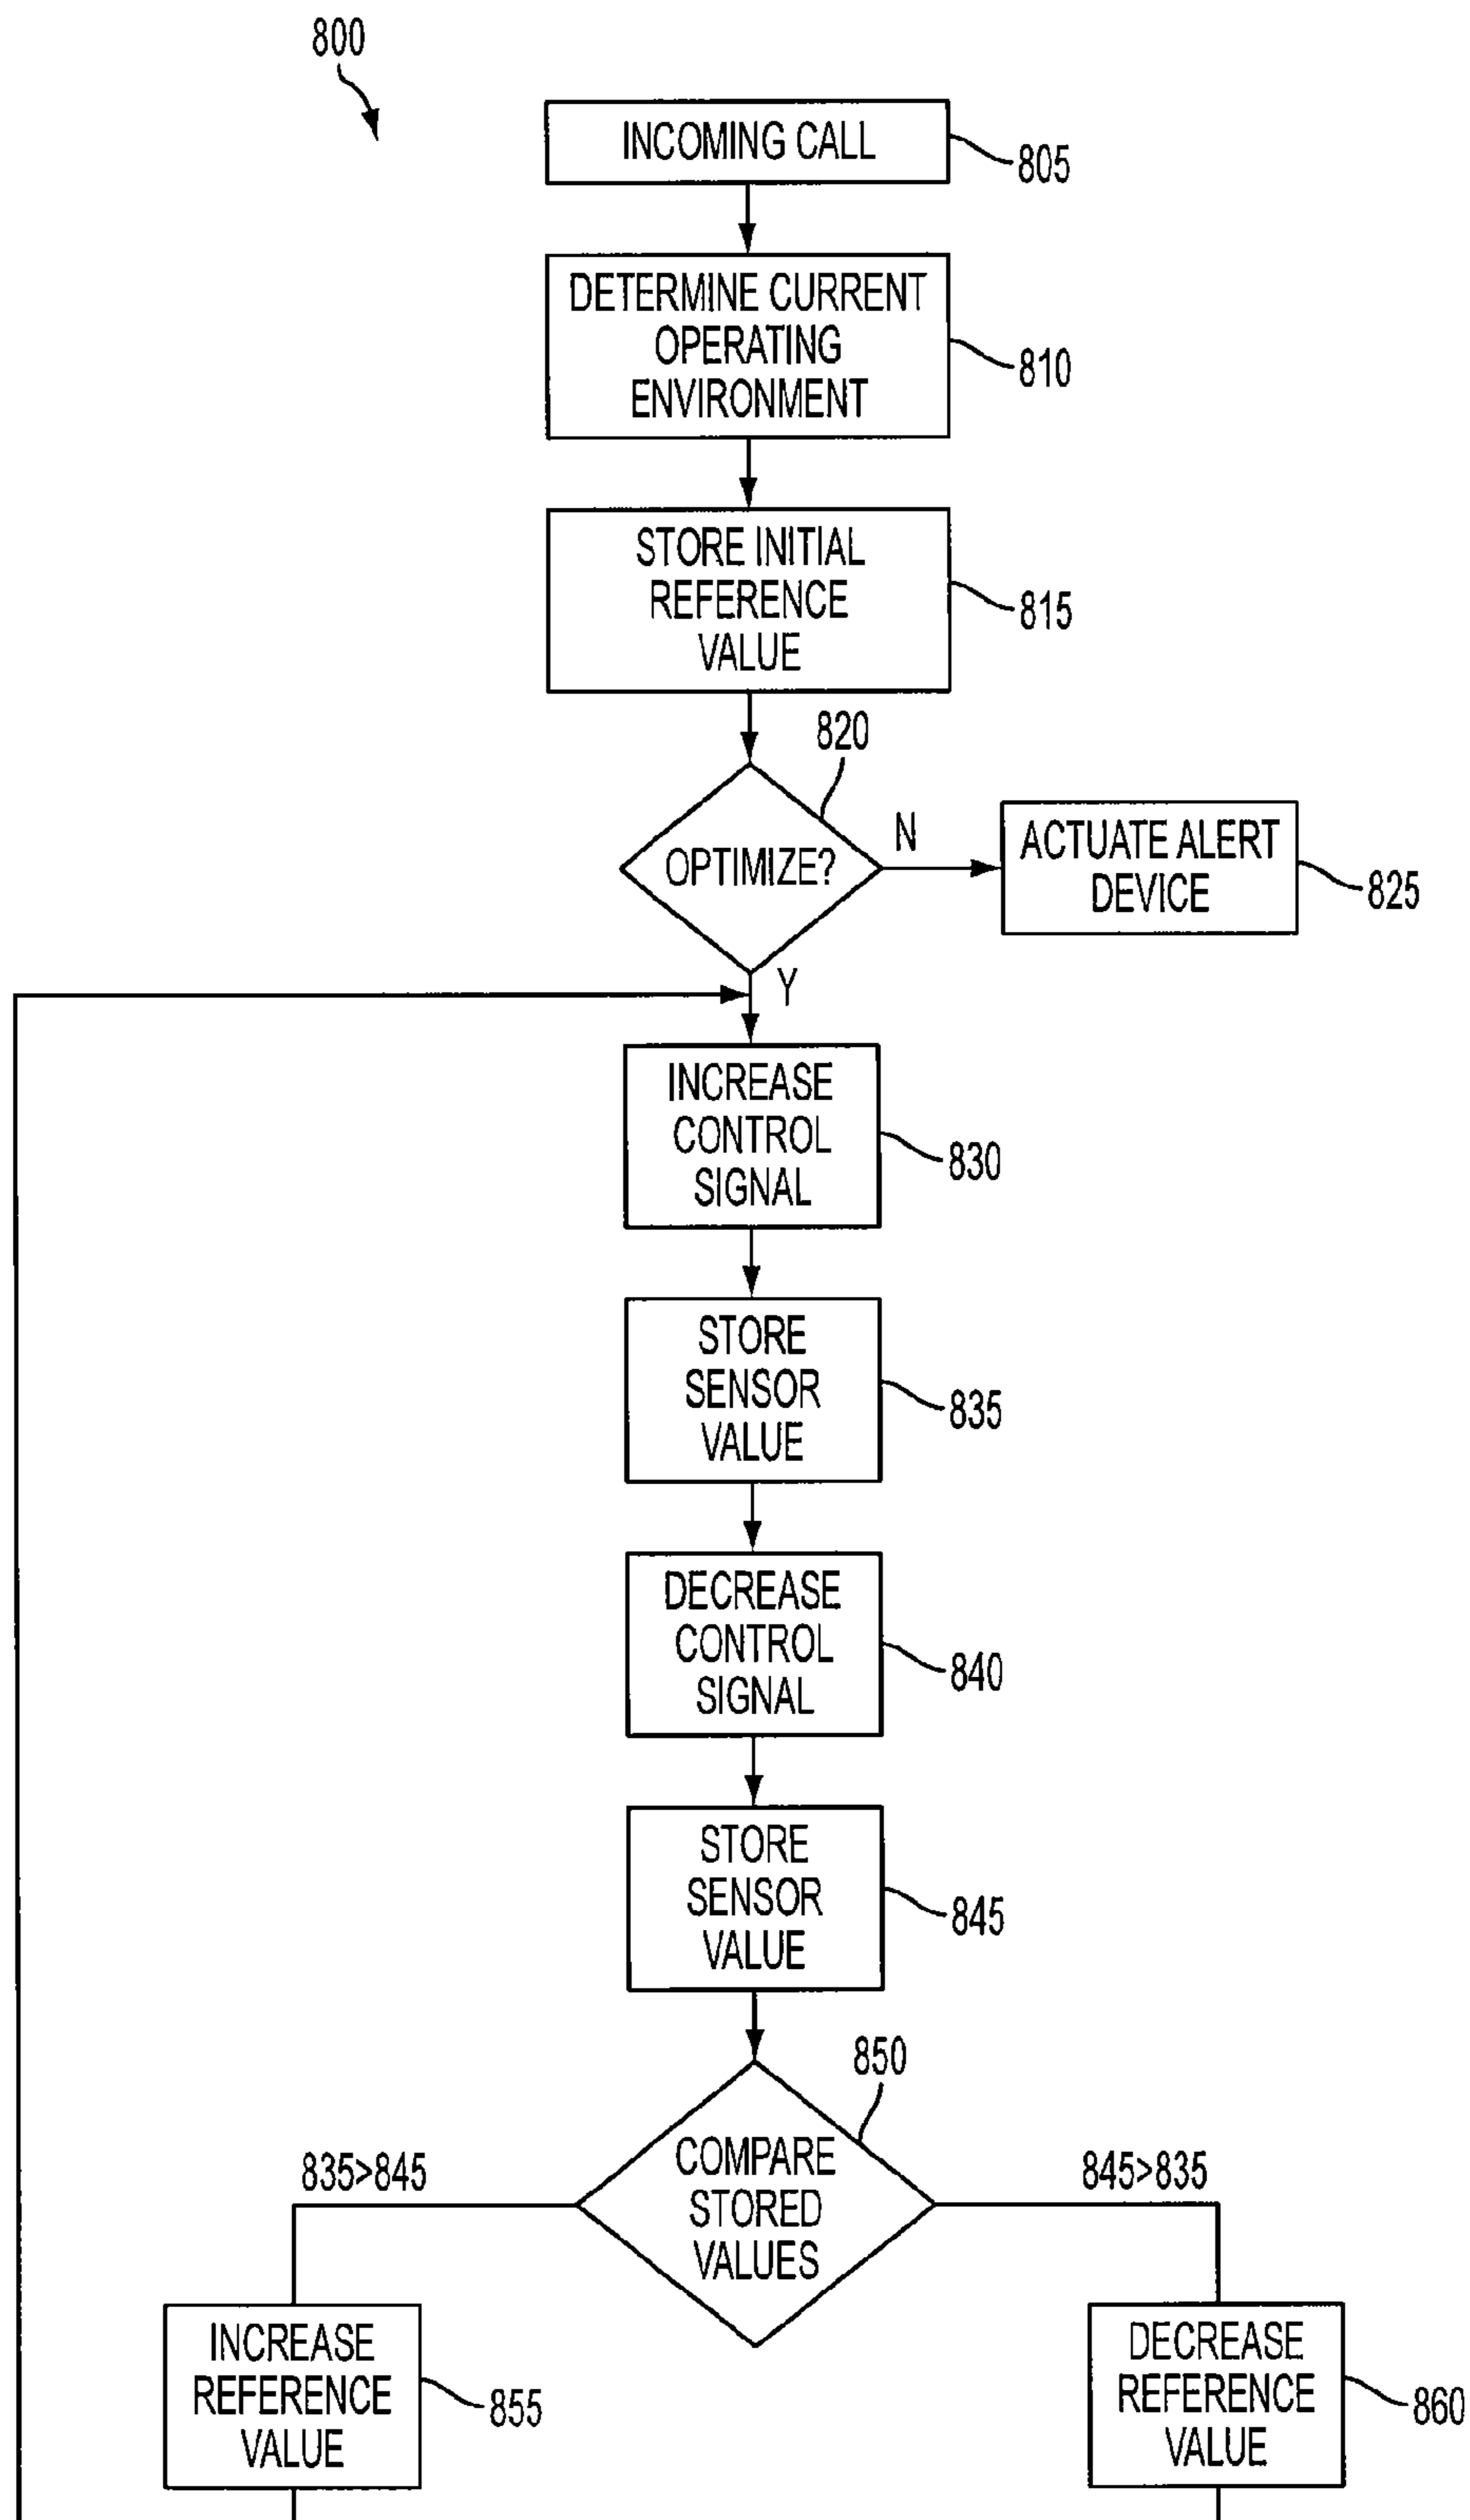 800
INCOMING CALL
805
DETERMINE CURRENT
OPERATING
ENVIRONMENT
810
STORE INITIAL
REFERENCE
VALUE
815
820
OPTIMIZE?
N
ACTUATE ALERT
DEVICE
825
Y
INCREASE
CONTROL
SIGNAL
830
STORE
SENSOR
VALUE
835
DECREASE
CONTROL
SIGNAL
840
STORE
SENSOR
VALUE
845
850
COMPARE
STORED
VALUES
835>845
845>835
INCREASE
REFERENCE
VALUE
855
DECREASE
REFERENCE
VALUE
860